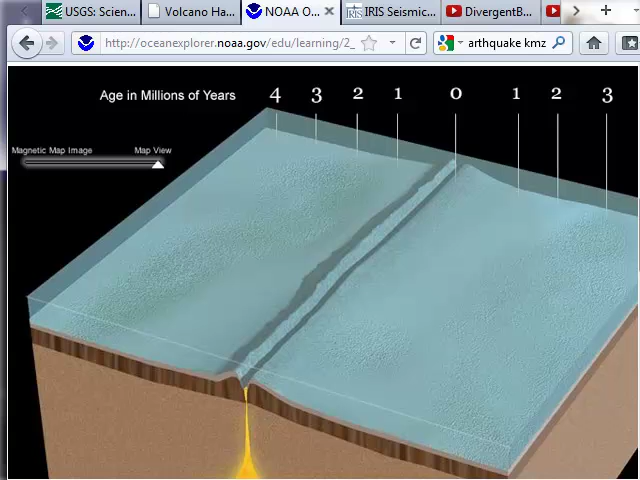 USGS: Scien...
Volcano Ha...
NOAA O...
IRIS Seismic...
DivergentB...
http://oceanexplorer.noaa.gov/edu/learning/2_
arthquake kmz
Age in Millions of Years 4 3 2 1 0 1 2 3
Magnetic Map Image Map View